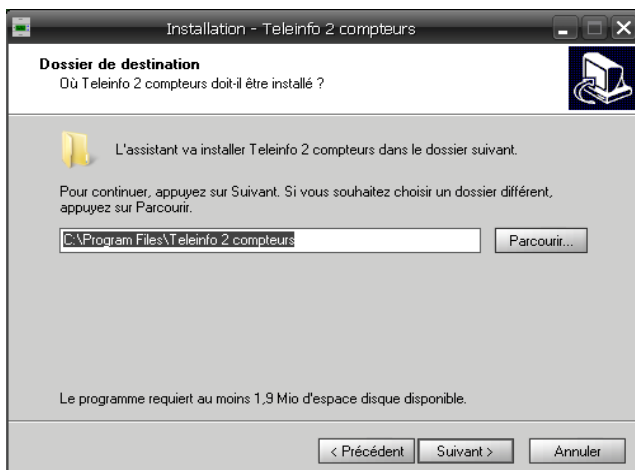 Installation - Teleinfo 2 compteurs
Dossier de destination
Où Teleinfo 2 compteurs doit-il être installé ?
L'assistant va installer Teleinfo 2 compteurs dans le dossier suivant.
Pour continuer, appuyez sur Suivant. Si vous souhaitez choisir un dossier différent,
appuyez sur Parcourir.
C:\Program Files\Teleinfo 2 compteurs
Parcourir...
Le programme requiert au moins 1,9 Mio d'espace disque disponible.
< Précédent
Suivant >
Annuler